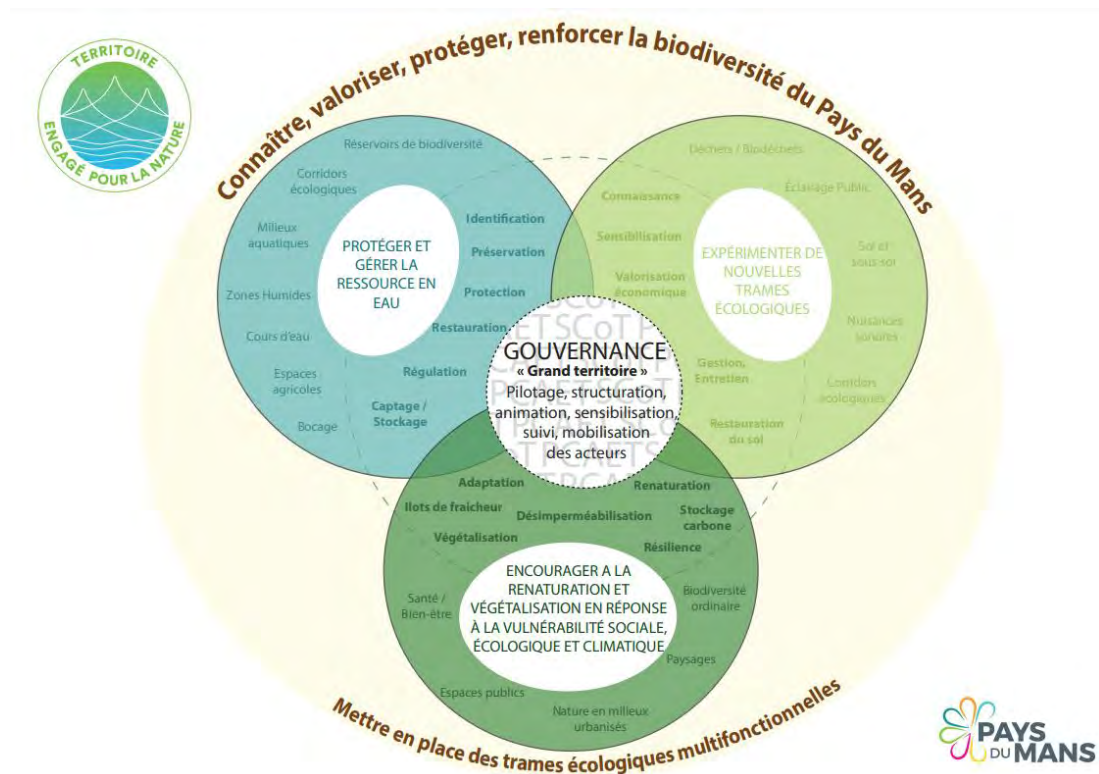 TERRITOIRE
ENGAGÉ POUR LA NATURE
Connaître, valoriser, protéger, renforcer la biodiversité du Pays du Mans
Réservoirs de biodiversité
Corridors
écologiques
Milieux
aquatiques
Zones Humides
Cours d'eau
Espaces
agricoles
Bocage
PROTÉGER ET
GÉRER LA
RESSOURCE EN
EAU
Identification
Préservation
Protection
Restauration
Régulation
Captage /
Stockage
Déchets / Biodéchets
Éclairage Public
Sol et
sous sol
Nuisances
sonores
Corridors
écologiques
Connaissance
Sensibilisation
Valorisation
économique
Gestion,
Entretien
Restauration
du sol
EXPÉRIMENTER DE
NOUVELLES
TRAMES
ÉCOLOGIQUES
GOUVERNANCE
« Grand territoire »
Pilotage, structuration,
animation, sensibilisation,
suivi, mobilisation
des acteurs
Adaptation
Renaturation
Ilots de fraicheur
Désimperméabilisation
Stockage
carbone
Végétalisation
Résilience
ENCOURAGER A LA
RENATURATION ET
VÉGÉTALISATION EN RÉPONSE
À LA VULNÉRABILITÉ SOCIALE,
ÉCOLOGIQUE ET CLIMATIQUE
Santé /
Bien-être
Biodiversité
ordinaire
Paysages
Espaces publics
Nature en milieux
urbanisés
Mettre en place des trames écologiques multifonctionnelles
PAYS
DU MANS